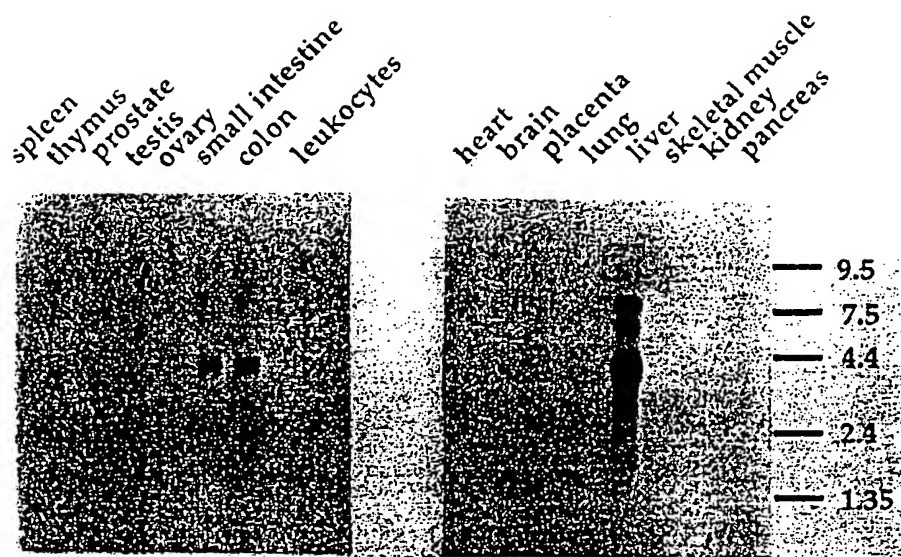 spleen
thymus
prostate
testis
ovary
small intestine
colon
leukocytes
heart
brain
placenta
lung
liver
skeletal muscle
kidney
pancreas
9.5
7.5
4.4
2.4
1.35